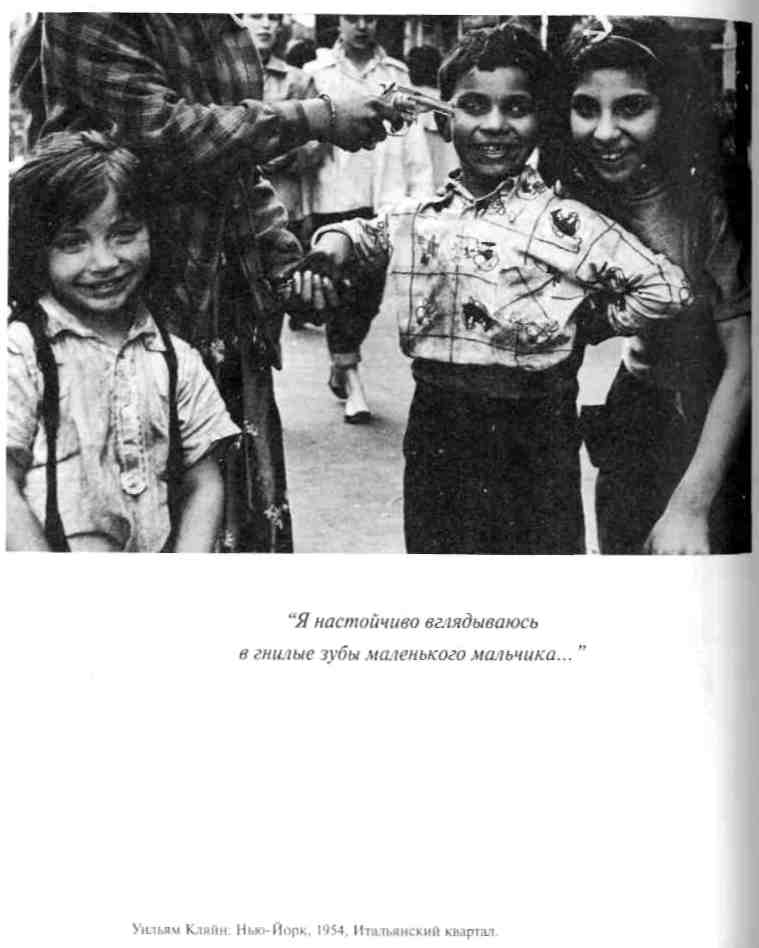 “Я настойчиво вглядываюсь
в гнилые зубы маленького мальчика...”
Уильям Кляйн: Нью-Йорк, 1954, Итальянский квартал.